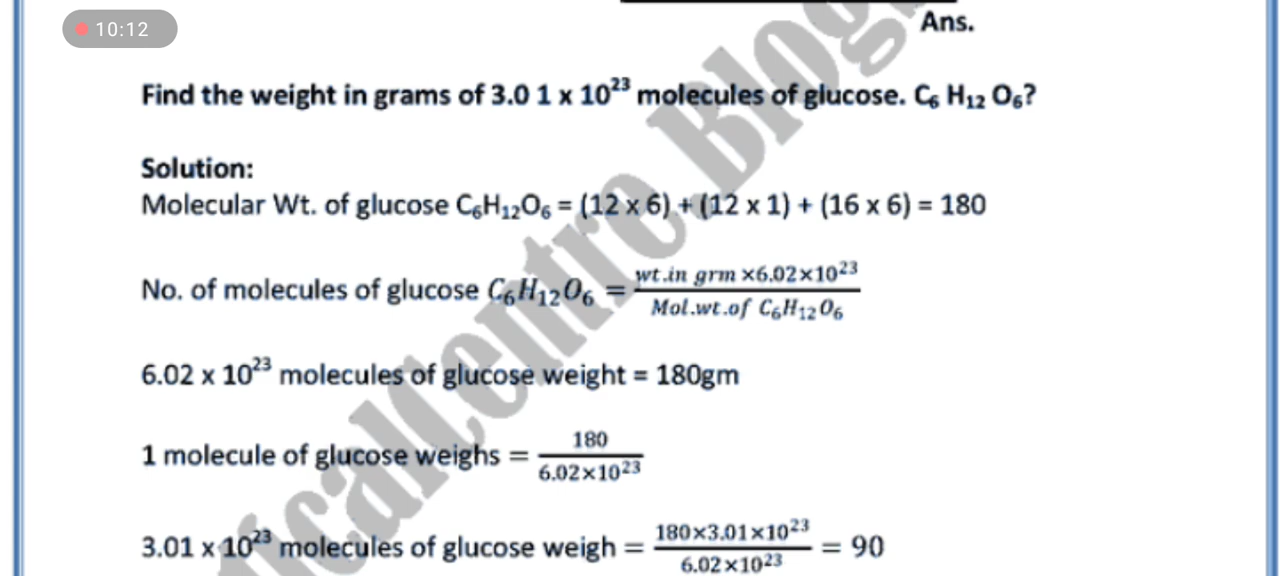 10:12
Ans.
Find the weight in grams of 3.0 1 x 10²³ molecules of glucose. C₆ H₁₂ O₆?
Solution:
Molecular Wt. of glucose C₆H₁₂O₆ = (12 x 6) + (12 x 1) + (16 x 6) = 180
No. of molecules of glucose C₆H₁₂O₆ = wt.in grm ×6.02×10²³ / Mol.wt.of C₆H₁₂O₆
6.02 x 10²³ molecules of glucose weight = 180gm
1 molecule of glucose weighs = 180 / 6.02×10²³
3.01 x 10²³ molecules of glucose weigh = 180×3.01×10²³ / 6.02×10²³ = 90